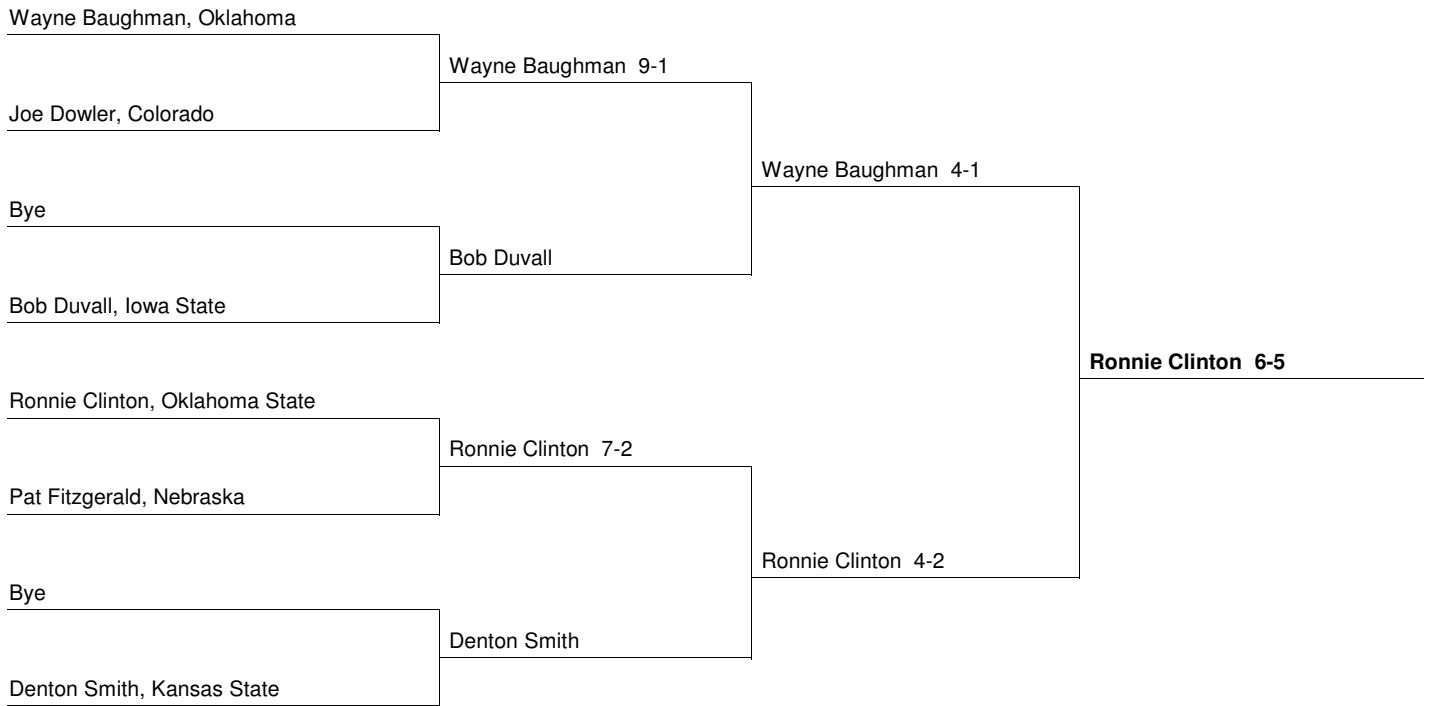 Wayne Baughman, Oklahoma
Wayne Baughman 9-1
Joe Dowler, Colorado
Wayne Baughman 4-1
Bye
Bob Duvall
Bob Duvall, Iowa State
Ronnie Clinton 6-5
Ronnie Clinton, Oklahoma State
Ronnie Clinton 7-2
Pat Fitzgerald, Nebraska
Ronnie Clinton 4-2
Bye
Denton Smith
Denton Smith, Kansas State